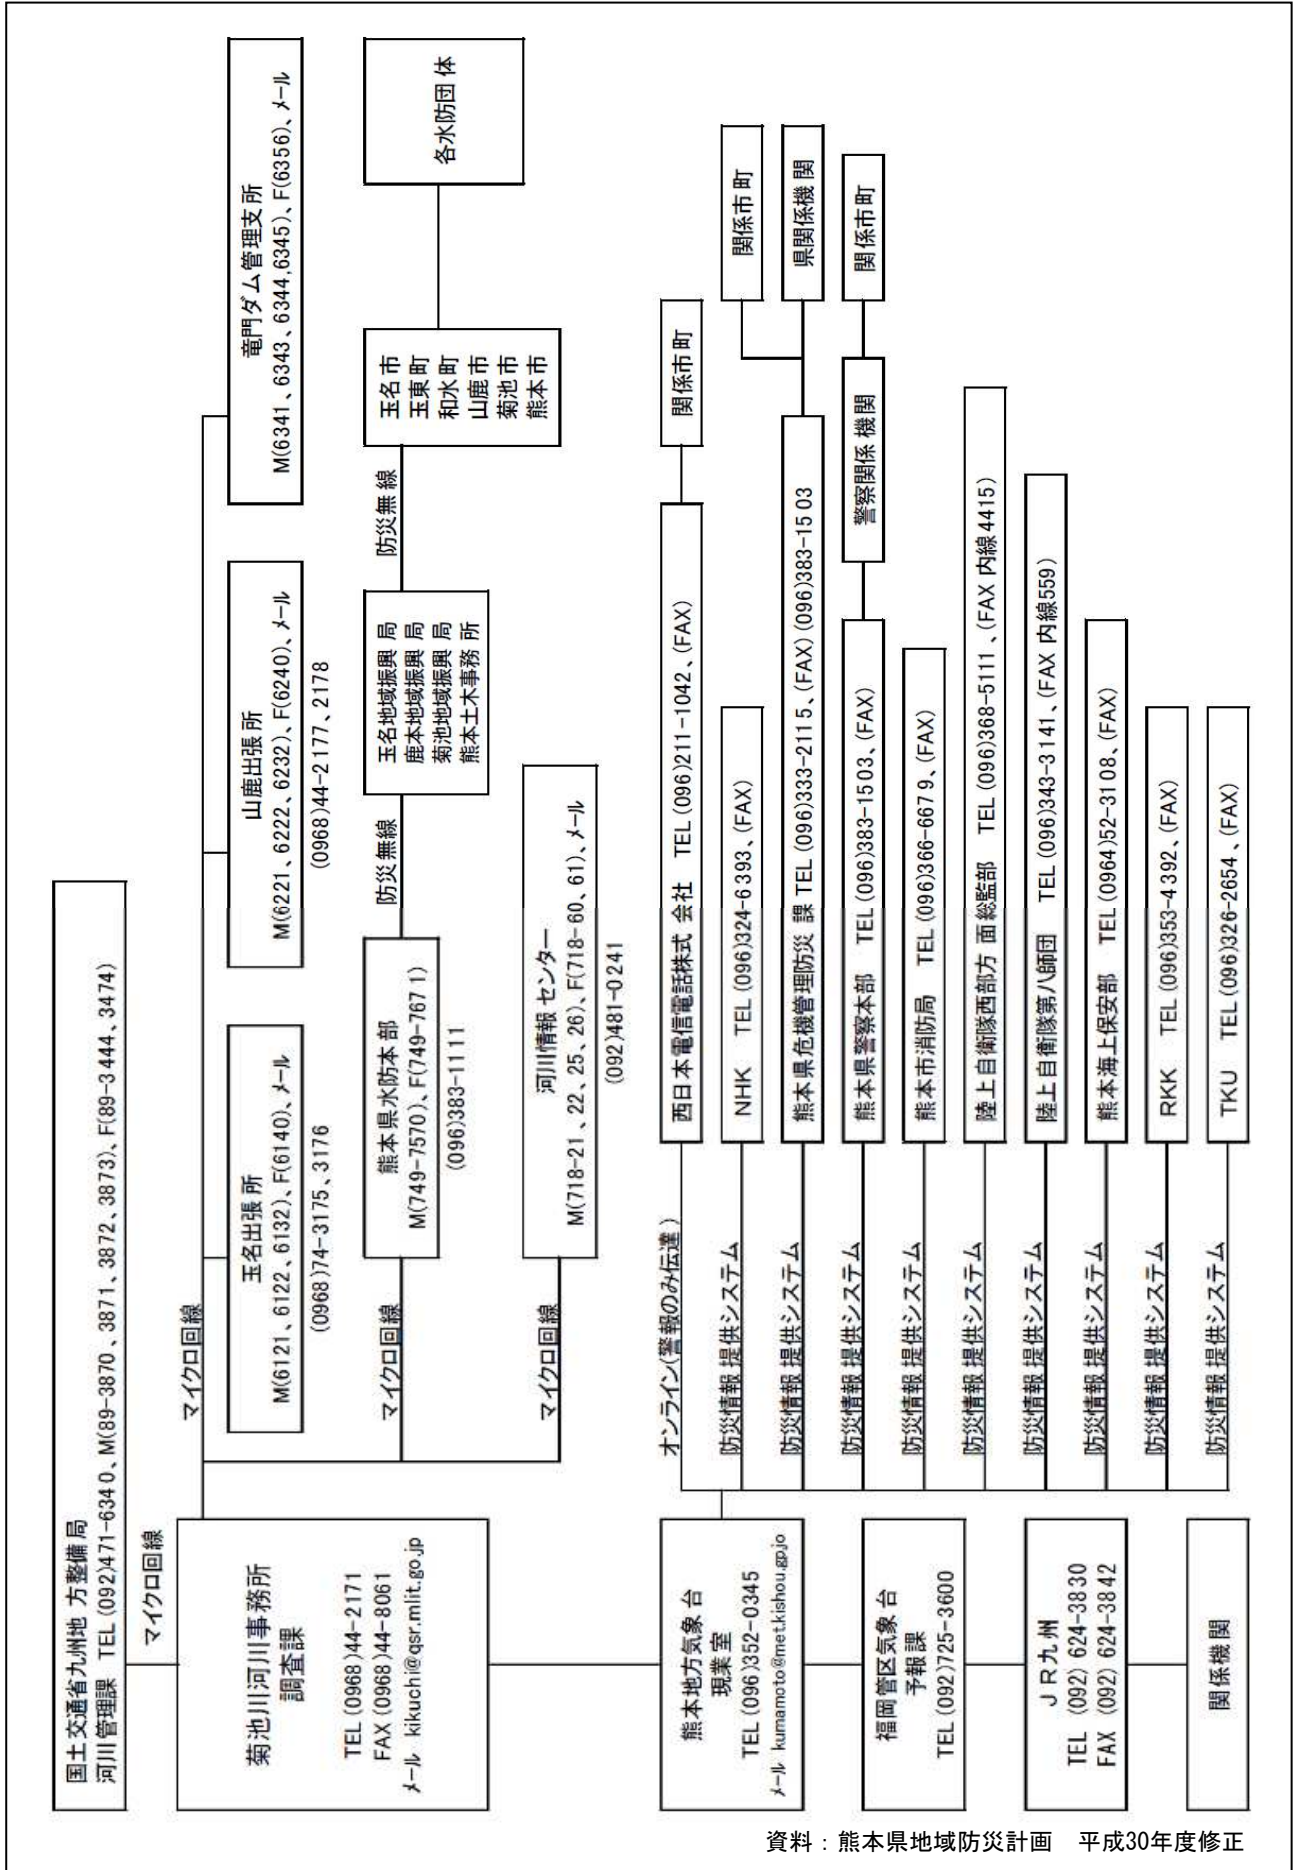 国土交通省九州地方整備局
河川管理課 TEL (092)471-6340、M(89-3870、3871、3872、3873)、F(89-3444、3474)
マイクロ回線
菊池川河川事務所
調査課
TEL (0968)44-2171
FAX (0968)44-8061
メール kikuchi@qsr.mlit.go.jp
マイクロ回線
玉名出張所
M(6121、6122、6132)、F(6140)、メール
(0968)74-3175、3176
山鹿出張所
M(6221、6222、6232)、F(6240)、メール
(0968)44-2177、2178
竜門ダム管理支所
M(6341、6343、6344,6345)、F(6356)、メール
マイクロ回線
熊本県水防本部
M(749-7570)、F(749-7671)
(096)383-1111
防災無線
玉名地域振興局
鹿本地域振興局
菊池地域振興局
熊本土木事務所
防災無線
玉名市
玉東町
和水町
山鹿市
菊池市
熊本市
各水防団体
マイクロ回線
河川情報センター
M(718-21、22、25、26)、F(718-60、61)、メール
(092)481-0241
熊本地方気象台
現業室
TEL (096)352-0345
メール kumamoto@met.kishou.gp.jo
オンライン(警報のみ伝達)
西日本電信電話株式会社 TEL (096)211-1042、(FAX)
関係市町
防災情報提供システム
NHK TEL (096)324-6393、(FAX)
防災情報提供システム
熊本県危機管理防災課 TEL (096)333-2115、(FAX) (096)383-1503
関係市町
県関係機関
防災情報提供システム
熊本県警察本部 TEL (096)383-1503、(FAX)
警察関係機関
関係市町
防災情報提供システム
熊本市消防局 TEL (096)366-6679、(FAX)
防災情報提供システム
陸上自衛隊西部方面総監部 TEL (096)368-5111、(FAX 内線4415)
防災情報提供システム
陸上自衛隊第八師団 TEL (096)343-3141、(FAX 内線559)
防災情報提供システム
熊本海上保安部 TEL (0964)52-3108、(FAX)
防災情報提供システム
RKK TEL (096)353-4392、(FAX)
防災情報提供システム
TKU TEL (096)326-2654、(FAX)
福岡管区気象台
予報課
TEL (092)725-3600
JR九州
TEL (092) 624-3830
FAX (092) 624-3842
関係機関
資料：熊本県地域防災計画 平成30年度修正